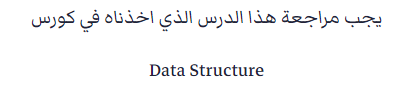 يجب مراجعة هذا الدرس الذي اخذناه في كورس
Data Structure